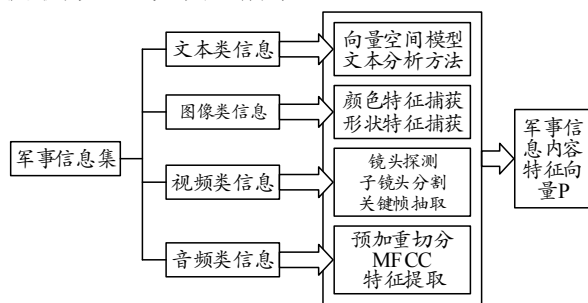 军事信息集
文本类信息
图像类信息
视频类信息
音频类信息
向量空间模型
文本分析方法
颜色特征捕获
形状特征捕获
镜头探测
子镜头分割
关键帧抽取
预加重切分
MFCC
特征提取
军事信
息内容
特征向
量P